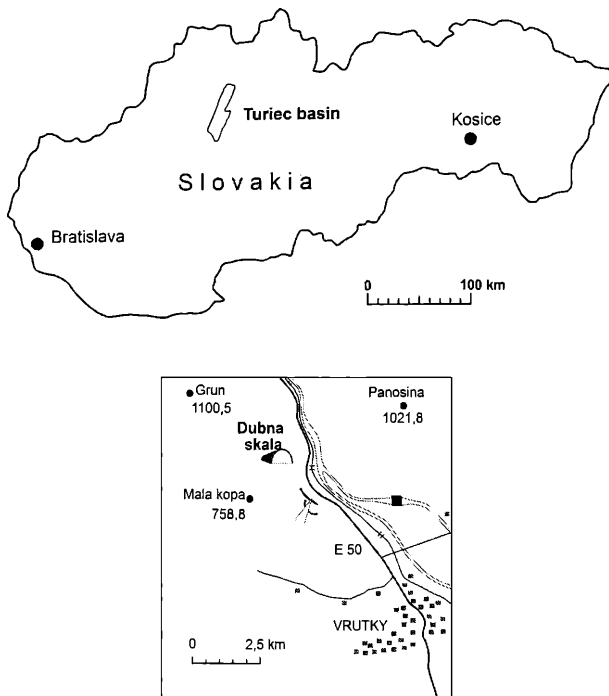 Turiec basin
Kosice
Slovakia
Bratislava
0 100 km
Grun
1100,5
Panosina
1021,8
Dubna
skala
Mala kopa
758,8
E 50
VRUTKY
0 2,5 km